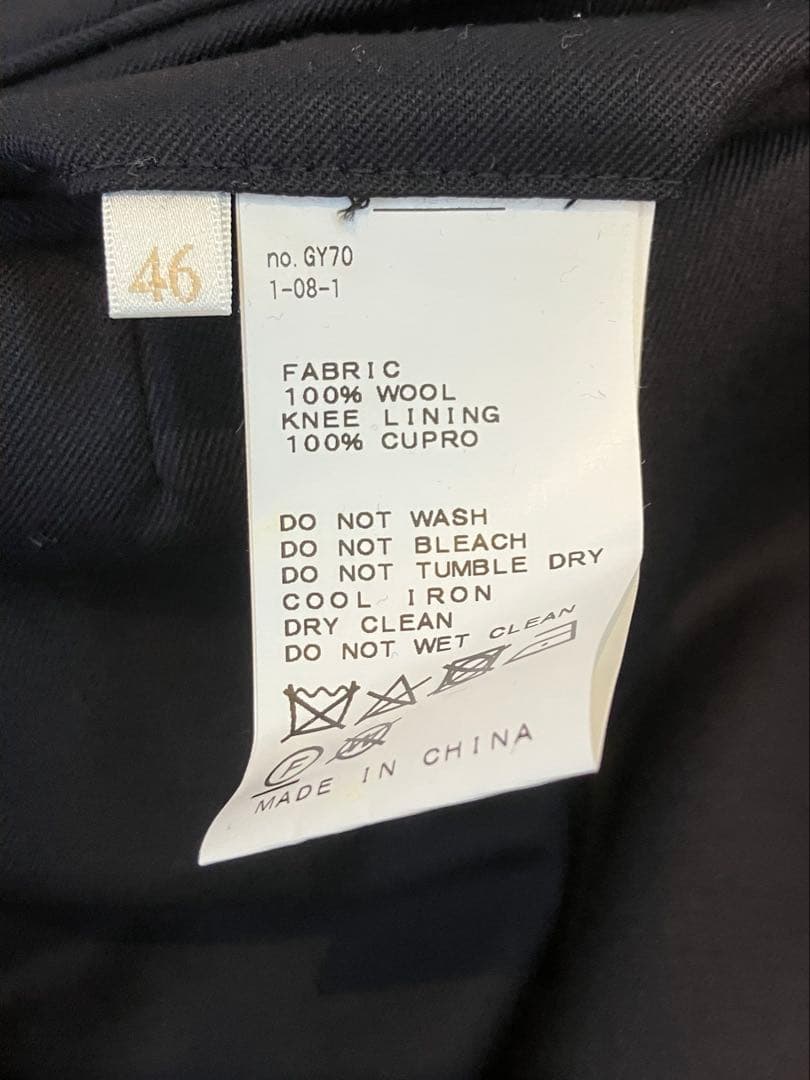 46
no. GY70
1-08-1
FABRIC
100% WOOL
KNEE LINING
100% CUPRO
DO NOT WASH
DO NOT BLEACH
DO NOT TUMBLE DRY
COOL IRON
DRY CLEAN
DO NOT WET CLEAN
F
W
MADE IN CHINA